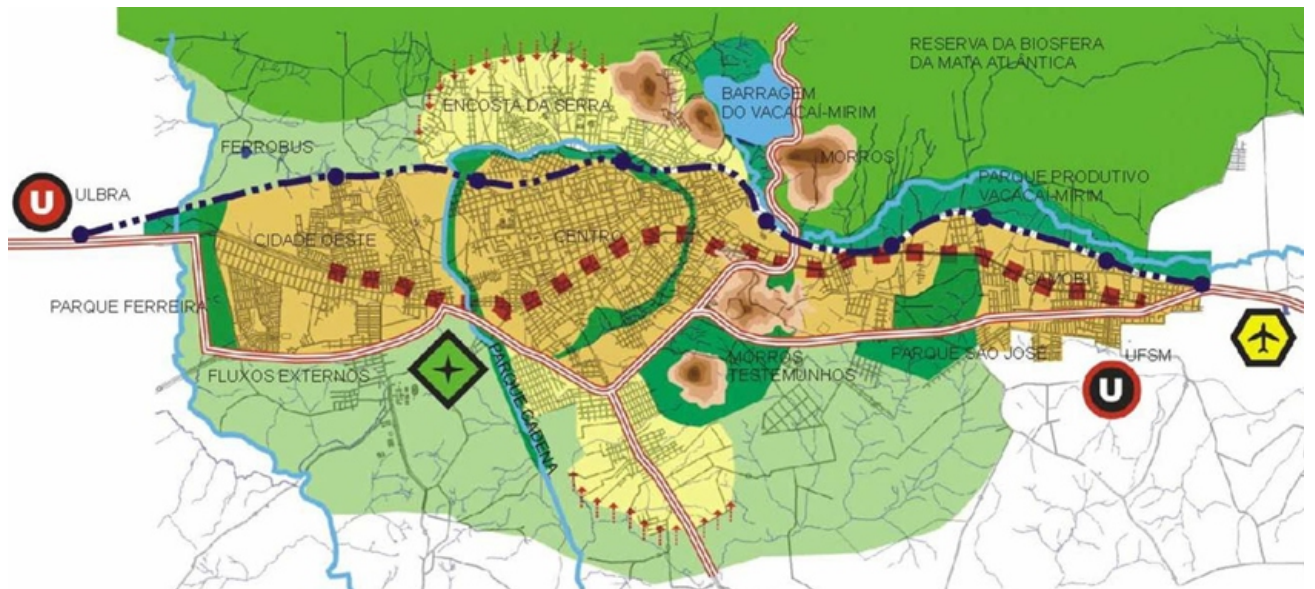 RESERVA DA BIOSFERA
DA MATA ATLÂNTICA
ENCOSTA DA SERRA
BARRAGEM
DO VACACAÍ-MIRIM
FERROBUS
MORROS
PARQUE PRODUTIVO
VACACAÍ-MIRIM
U
ULBRA
CIDADE OESTE
CENTRO
CAMOBI
PARQUE FERREIRA
PARQUE CADENA
MORROS
TESTEMUNHOS
PARQUE SÃO JOSÉ
UFSM
FLUXOS EXTERNOS
U